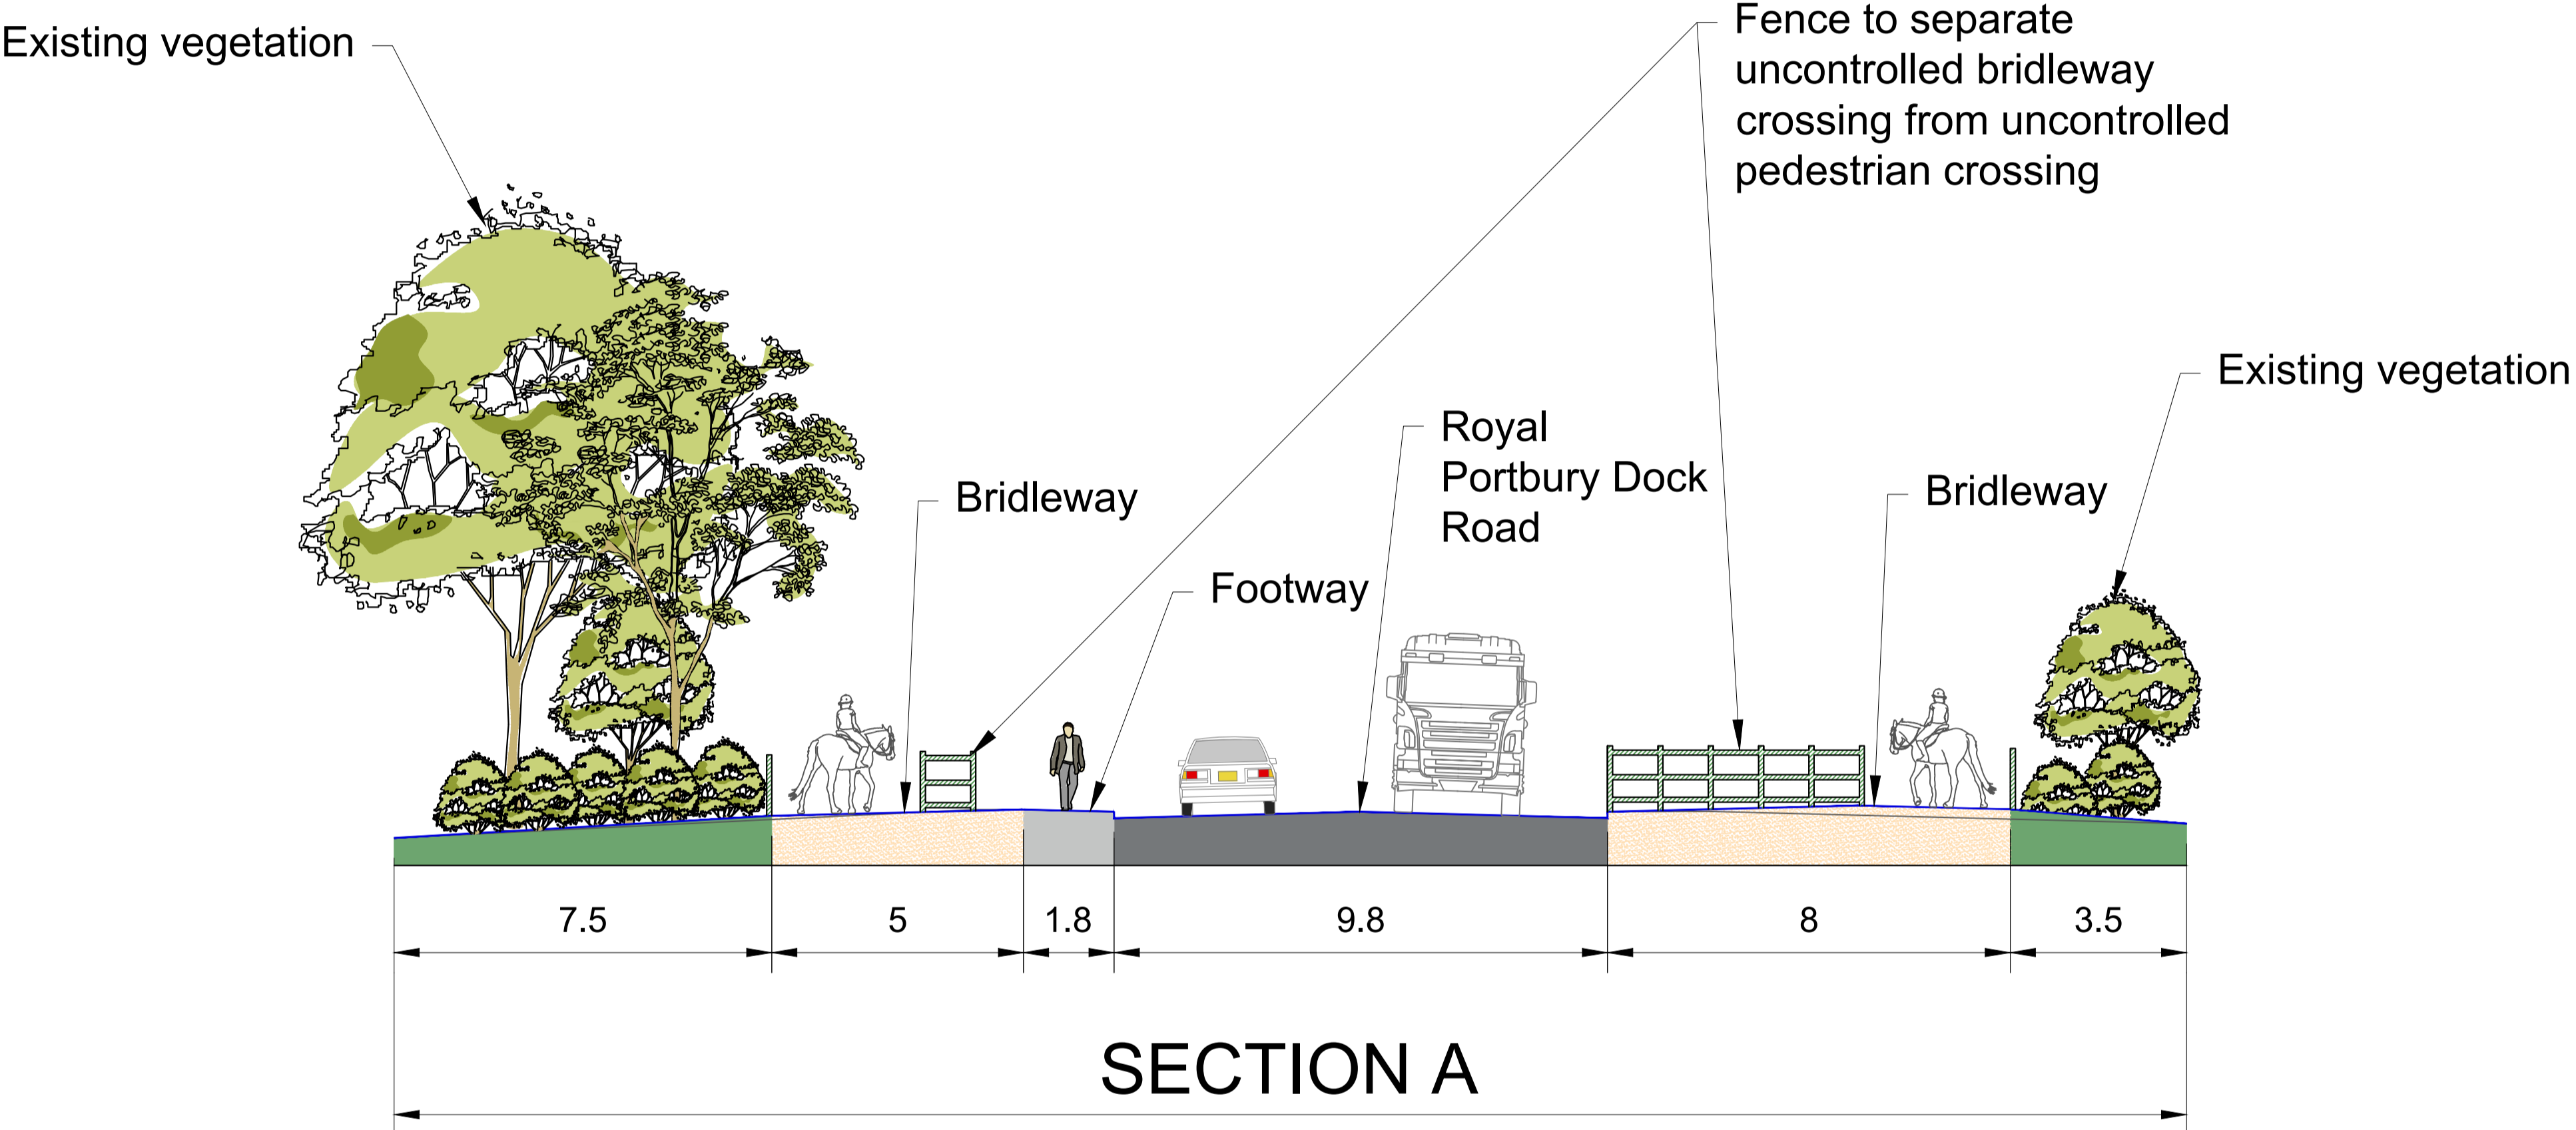 Existing vegetation
Fence to separate
uncontrolled bridleway
crossing from uncontrolled
pedestrian crossing
Existing vegetation
Royal
Portbury Dock
Road
Bridleway
Bridleway
Footway
7.5
5
1.8
9.8
8
3.5
SECTION A